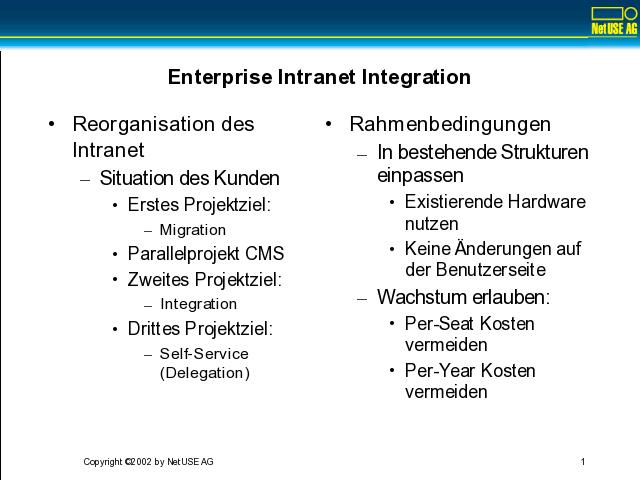 NetUSE AG
Enterprise Intranet Integration
• Reorganisation des
Intranet
– Situation des Kunden
• Erstes Projektziel:
– Migration
• Parallelprojekt CMS
• Zweites Projektziel:
– Integration
• Drittes Projektziel:
– Self-Service
(Delegation)
• Rahmenbedingungen
– In bestehende Strukturen
einpassen
• Existierende Hardware
nutzen
• Keine Änderungen auf
der Benutzerseite
– Wachstum erlauben:
• Per-Seat Kosten
vermeiden
• Per-Year Kosten
vermeiden
Copyright ©2002 by NetUSE AG
1